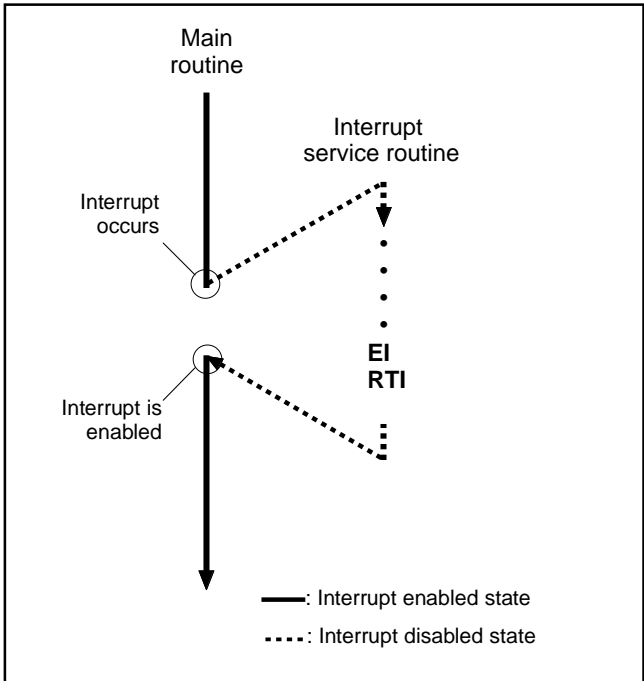 Main
routine
Interrupt
service routine
Interrupt
occurs
EI
RTI
Interrupt is
enabled
: Interrupt enabled state
: Interrupt disabled state